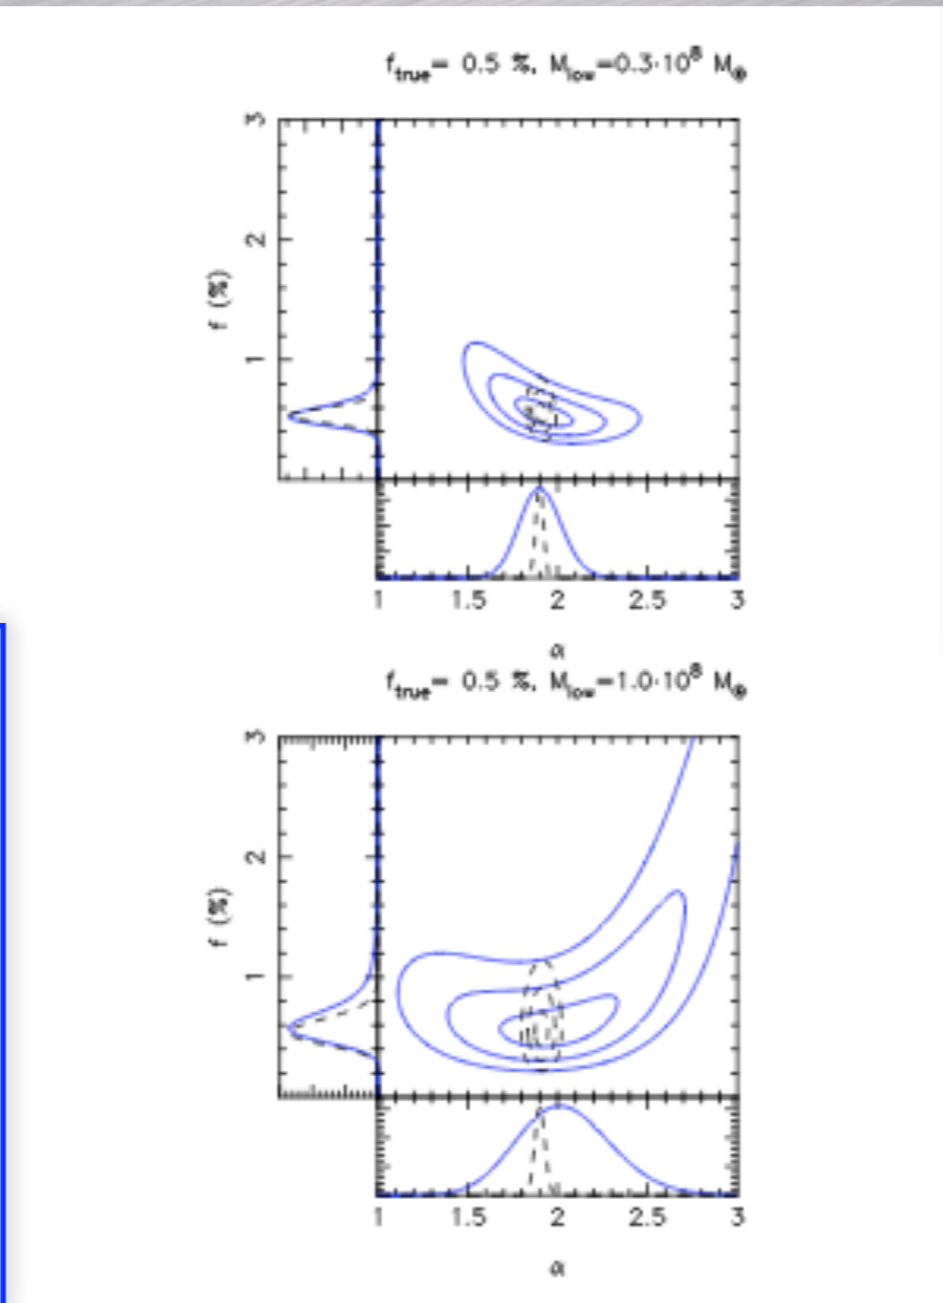 f_true= 0.5 %, M_low=0.3·10^8 M_⊙
3
2
1
f (%)
1 1.5 2 2.5 3
α
f_true= 0.5 %, M_low=1.0·10^8 M_⊙
3
2
1
f (%)
1 1.5 2 2.5 3
α